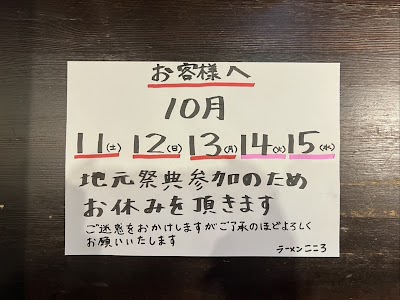 お客様へ
10月
11(土) 12(日) 13(月) 14(火) 15(水)
地元祭典参加のため
お休みを頂きます
ご迷惑をおかけしますがご了承のほどよろしく
お願いいたします
ラーメンこころ